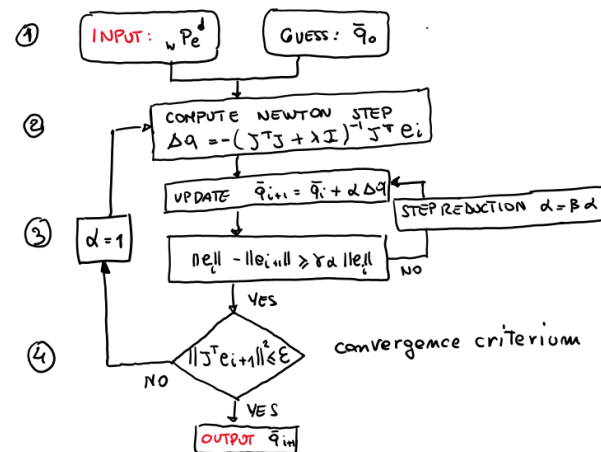 ① INPUT: wPe^d GUESS: q̄₀
② COMPUTE NEWTON STEP
Δq = -(JᵀJ + λI)⁻¹ Jᵀ eᵢ
UPDATE q̄ᵢ₊₁ = q̄ᵢ + α Δq
STEP REDUCTION α = β α
③ α = 1
||eᵢ|| - ||eᵢ₊₁|| ⩾ γ α ||eᵢ||
NO
YES
④ ||Jᵀeᵢ₊₁||² ⩽ ε convergence criterium
NO
YES
OUTPUT q̄ᵢ₊₁